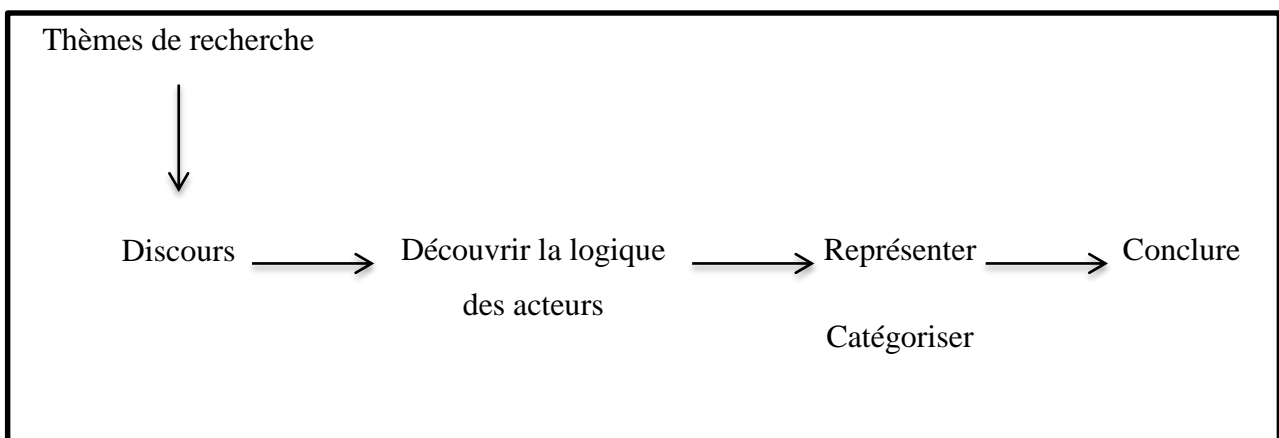 Thèmes de recherche
Discours
Découvrir la logique
des acteurs
Représenter
Catégoriser
Conclure